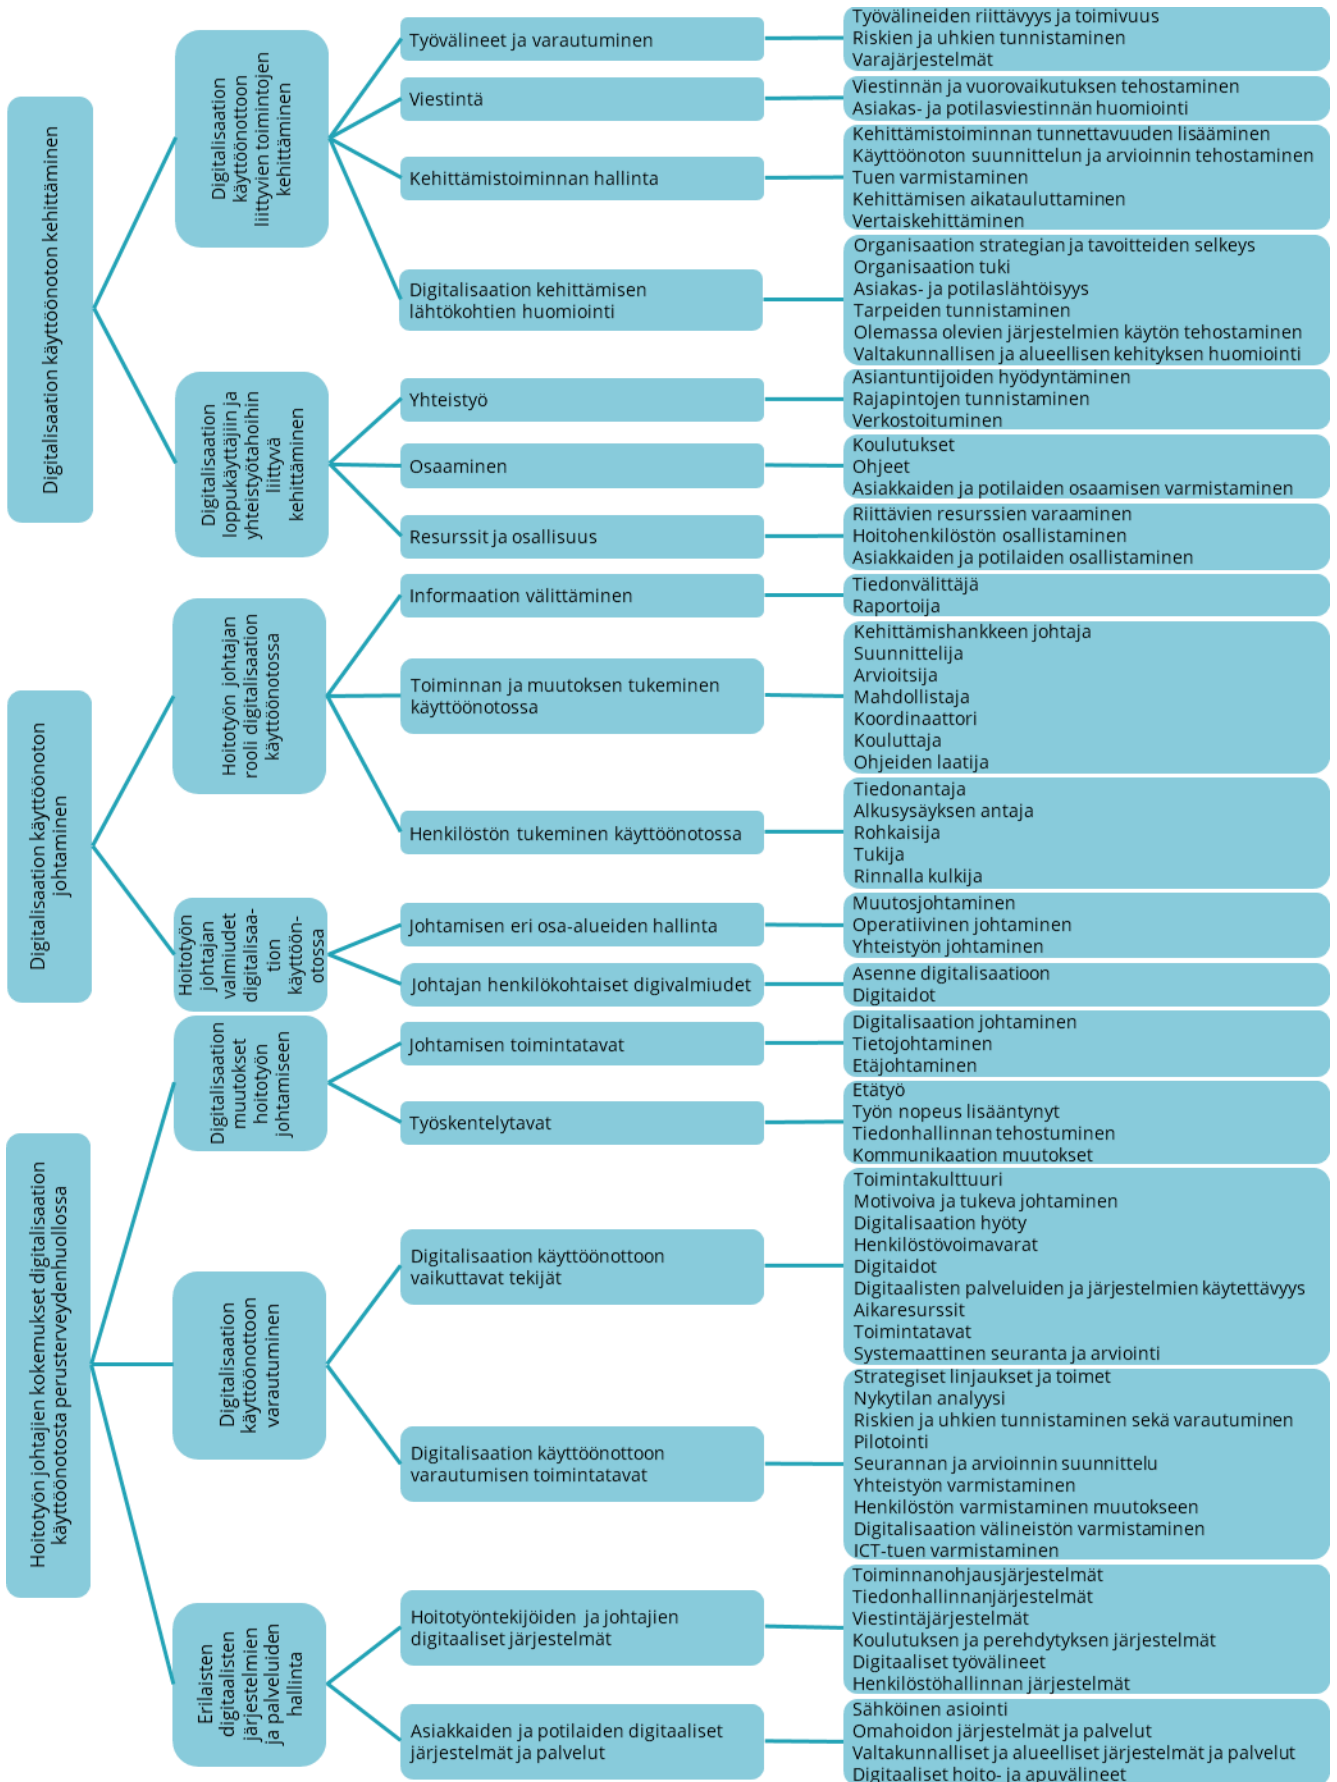 Digitalisaation käyttöönoton kehittäminen
Digitalisaation
käyttöönottoon
liittyvien toimintojen
kehittäminen
Työvälineet ja varautuminen
Työvälineiden riittävyys ja toimivuus
Riskien ja uhkien tunnistaminen
Varajärjestelmät
Viestintä
Viestinnän ja vuorovaikutuksen tehostaminen
Asiakas- ja potilasviestinnän huomiointi
Kehittämistoiminnan hallinta
Kehittämistoiminnan tunnettavuuden lisääminen
Käyttöönoton suunnittelun ja arvioinnin tehostaminen
Tuen varmistaminen
Kehittämisen aikatauluttaminen
Vertaiskehittäminen
Digitalisaation kehittämisen
lähtökohtien huomiointi
Organisaation strategian ja tavoitteiden selkeys
Organisaation tuki
Asiakas- ja potilaslähtöisyys
Tarpeiden tunnistaminen
Olemassa olevien järjestelmien käytön tehostaminen
Valtakunnallisen ja alueellisen kehityksen huomiointi
Digitalisaation
loppukäyttäjiin ja
yhteistyötahoihin
liittyvä
kehittäminen
Yhteistyö
Asiantuntijoiden hyödyntäminen
Rajapintojen tunnistaminen
Verkostoituminen
Osaaminen
Koulutukset
Ohjeet
Asiakkaiden ja potilaiden osaamisen varmistaminen
Resurssit ja osallisuus
Riittävien resurssien varaaminen
Hoitohenkilöstön osallistaminen
Asiakkaiden ja potilaiden osallistaminen
Digitalisaation käyttöönoton
johtaminen
Hoitotyön johtajan
rooli digitalisaation
käyttöönotossa
Informaation välittäminen
Tiedonvälittäjä
Raportoija
Toiminnan ja muutoksen tukeminen
käyttöönotossa
Kehittämishankkeen johtaja
Suunnittelija
Arvioitsija
Mahdollistaja
Koordinaattori
Kouluttaja
Ohjeiden laatija
Henkilöstön tukeminen käyttöönotossa
Tiedonantaja
Alkusysäyksen antaja
Rohkaisija
Tukija
Rinnalla kulkija
Hoitotyön
johtajan
valmiudet
digitalisaa-
tion
käyttöön-
otossa
Johtamisen eri osa-alueiden hallinta
Muutosjohtaminen
Operatiivinen johtaminen
Yhteistyön johtaminen
Johtajan henkilökohtaiset digivalmiudet
Asenne digitalisaatioon
Digitaidot
Hoitotyön johtajien kokemukset digitalisaation
käyttöönotosta perusterveydenhuollossa
Digitalisaation
muutokset
hoitotyön
johtamiseen
Johtamisen toimintatavat
Digitalisaation johtaminen
Tietojohtaminen
Etäjohtaminen
Työskentelytavat
Etätyö
Työn nopeus lisääntynyt
Tiedonhallinnan tehostuminen
Kommunikaation muutokset
Digitalisaation
käyttöönottoon
varautuminen
Digitalisaation käyttöönottoon
vaikuttavat tekijät
Toimintakulttuuri
Motivoiva ja tukeva johtaminen
Digitalisaation hyöty
Henkilöstövoimavarat
Digitaidot
Digitaalisten palveluiden ja järjestelmien käytettävyys
Aikaresurssit
Toimintatavat
Systemaattinen seuranta ja arviointi
Digitalisaation käyttöönottoon
varautumisen toimintatavat
Strategiset linjaukset ja toimet
Nykytilan analyysi
Riskien ja uhkien tunnistaminen sekä varautuminen
Pilotointi
Seurannan ja arvioinnin suunnittelu
Yhteistyön varmistaminen
Henkilöstön varmistaminen muutokseen
Digitalisaation välineistön varmistaminen
ICT-tuen varmistaminen
Erilaisten
digitaalisten
järjestelmien
ja palveluiden
hallinta
Hoitotyöntekijöiden ja johtajien
digitaaliset järjestelmät
Toiminnanohjausjärjestelmät
Tiedonhallinnanjärjestelmät
Viestintäjärjestelmät
Koulutuksen ja perehdytyksen järjestelmät
Digitaaliset työvälineet
Henkilöstöhallinnan järjestelmät
Asiakkaiden ja potilaiden digitaaliset
järjestelmät ja palvelut
Sähköinen asiointi
Omahoidon järjestelmät ja palvelut
Valtakunnalliset ja alueelliset järjestelmät ja palvelut
Digitaaliset hoito- ja apuvälineet